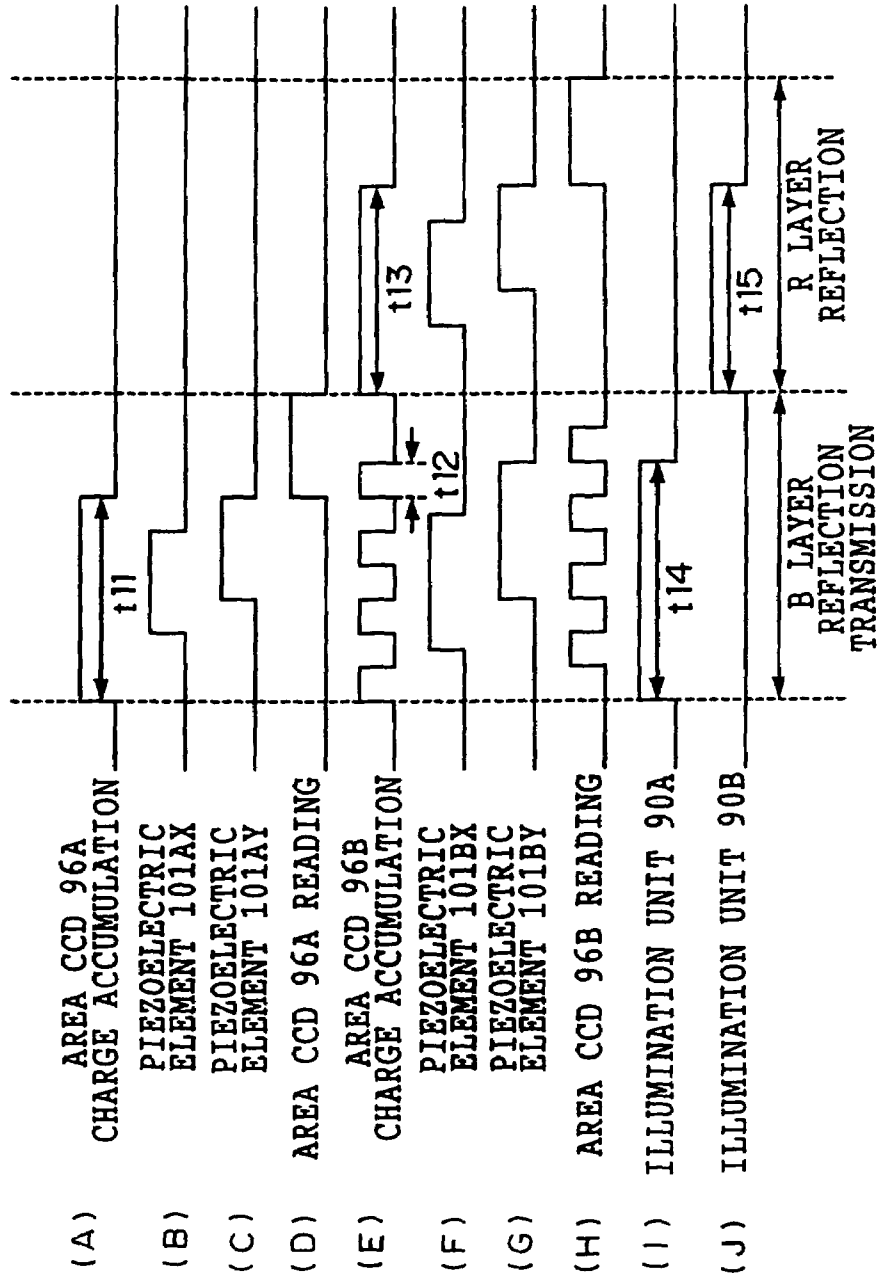 (A) AREA CCD 96A
CHARGE ACCUMULATION
t11
(B) PIEZOELECTRIC
ELEMENT 101AX
(C) PIEZOELECTRIC
ELEMENT 101AY
(D) AREA CCD 96A READING
(E) AREA CCD 96B
CHARGE ACCUMULATION
t12
t13
(F) PIEZOELECTRIC
ELEMENT 101BX
(G) PIEZOELECTRIC
ELEMENT 101BY
(H) AREA CCD 96B READING
(I) ILLUMINATION UNIT 90A
t14
(J) ILLUMINATION UNIT 90B
t15
B LAYER
REFLECTION
TRANSMISSION
R LAYER
REFLECTION